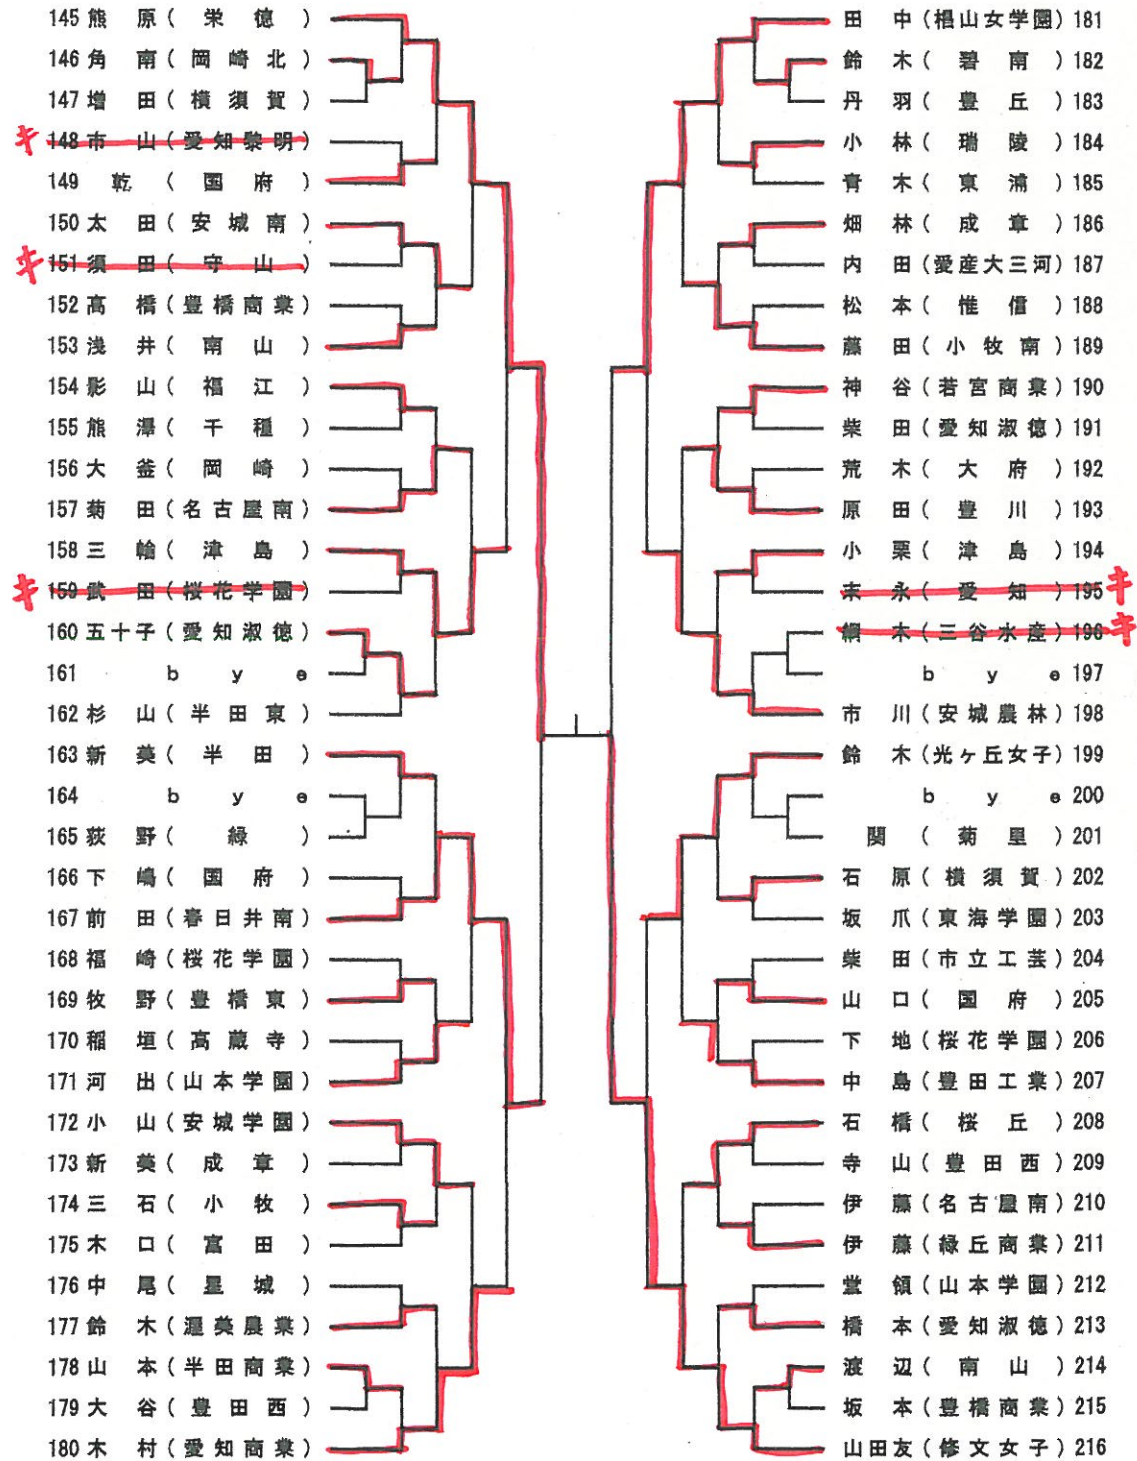 145 熊原(栄徳)
146 角南(岡崎北)
147 増田(横須賀)
キ 148 市山(愛知黎明)
149 乾(国府)
150 太田(安城南)
キ 151 須田(守山)
152 高橋(豊橋商業)
153 浅井(南山)
154 影山(福江)
155 熊澤(千種)
156 大釜(岡崎)
157 菊田(名古屋南)
158 三輪(津島)
キ 159 武田(桜花学園)
160 五十子(愛知淑徳)
161 bye
162 杉山(半田東)
163 新美(半田)
164 bye
165 荻野(緑)
166 下嶋(国府)
167 前田(春日井南)
168 福崎(桜花学園)
169 牧野(豊橋東)
170 稲垣(高蔵寺)
171 河出(山本学園)
172 小山(安城学園)
173 新美(成章)
174 三石(小牧)
175 木口(富田)
176 中尾(星城)
177 鈴木(渥美農業)
178 山本(半田商業)
179 大谷(豊田西)
180 木村(愛知商業)
田中(椙山女学園) 181
鈴木(碧南) 182
丹羽(豊丘) 183
小林(瑞陵) 184
青木(東浦) 185
畑林(成章) 186
内田(愛産大三河) 187
松本(惟信) 188
藤田(小牧南) 189
神谷(若宮商業) 190
柴田(愛知淑徳) 191
荒木(大府) 192
原田(豊川) 193
小栗(津島) 194
末永(愛知) 195 キ
綱木(三谷水産) 196 キ
bye 197
市川(安城農林) 198
鈴木(光ヶ丘女子) 199
bye 200
関(菊里) 201
石原(横須賀) 202
坂爪(東海学園) 203
柴田(市立工芸) 204
山口(国府) 205
下地(桜花学園) 206
中島(豊田工業) 207
石橋(桜丘) 208
寺山(豊田西) 209
伊藤(名古屋南) 210
伊藤(緑丘商業) 211
當領(山本学園) 212
橋本(愛知淑徳) 213
渡辺(南山) 214
坂本(豊橋商業) 215
山田友(修文女子) 216